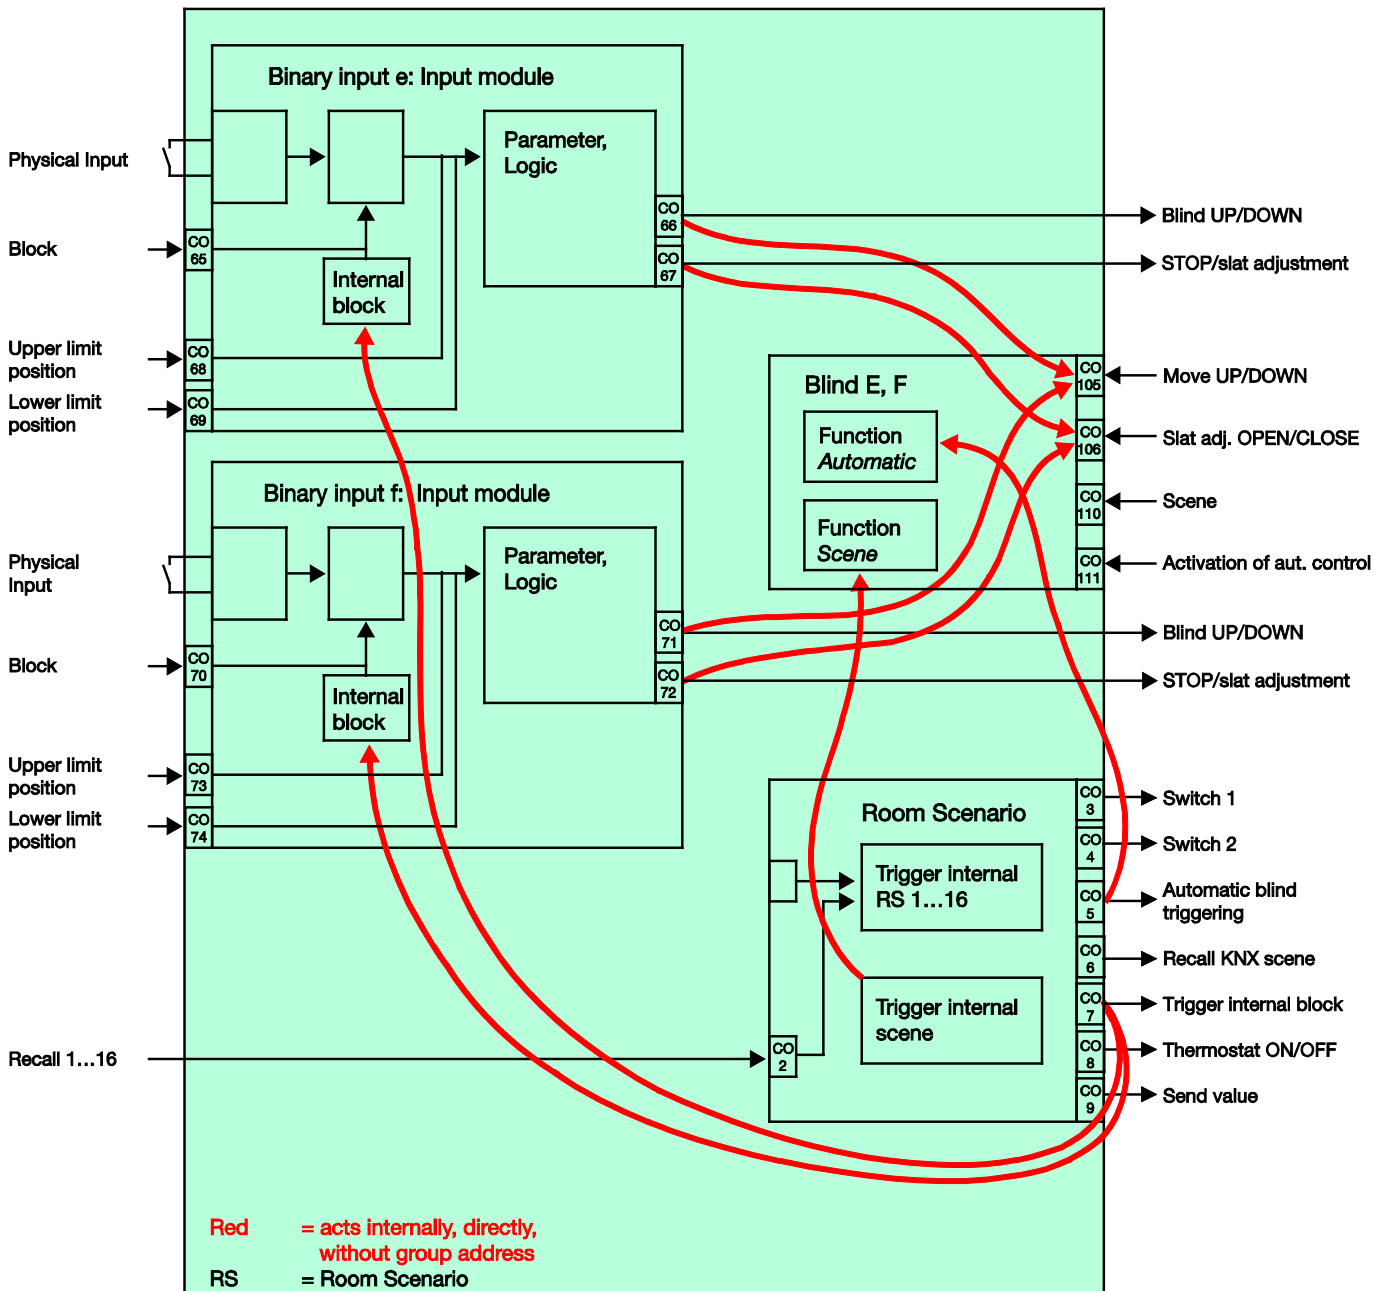 Binary input e: Input module
Physical Input
Parameter,
Logic
CO
66
Blind UP/DOWN
Block
CO
65
CO
67
STOP/slat adjustment
Internal
block
Upper limit
position
CO
68
Lower limit
position
CO
69
Blind E, F
CO
105
Move UP/DOWN
Function
Automatic
CO
106
Slat adj. OPEN/CLOSE
Function
Scene
CO
110
Scene
CO
111
Activation of aut. control
Binary input f: Input module
Physical
Input
Parameter,
Logic
CO
71
Blind UP/DOWN
Block
CO
70
CO
72
STOP/slat adjustment
Internal
block
Upper limit
position
CO
73
Lower limit
position
CO
74
Room Scenario
CO
3
Switch 1
CO
4
Switch 2
Trigger internal
RS 1...16
CO
5
Automatic blind
triggering
CO
6
Recall KNX scene
Trigger internal
scene
CO
7
Trigger internal block
CO
8
Thermostat ON/OFF
CO
9
Send value
Recall 1...16
CO
2
Red = acts internally, directly,
without group address
RS = Room Scenario